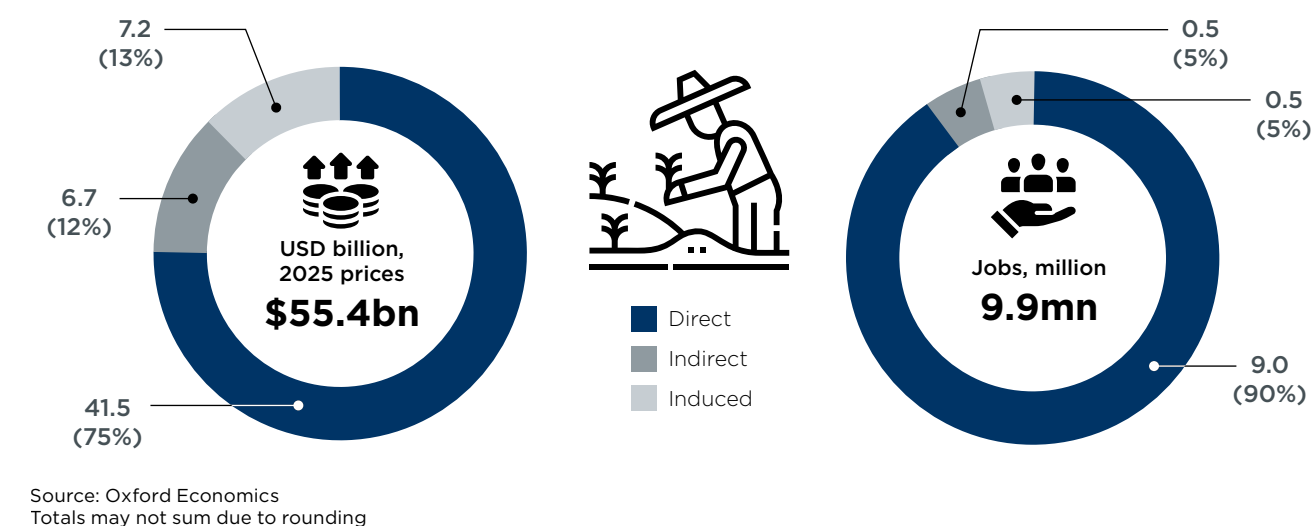 7.2
(13%)
6.7
(12%)
41.5
(75%)
USD billion,
2025 prices
$55.4bn
Direct
Indirect
Induced
0.5
(5%)
0.5
(5%)
Jobs, million
9.9mn
9.0
(90%)
Source: Oxford Economics
Totals may not sum due to rounding